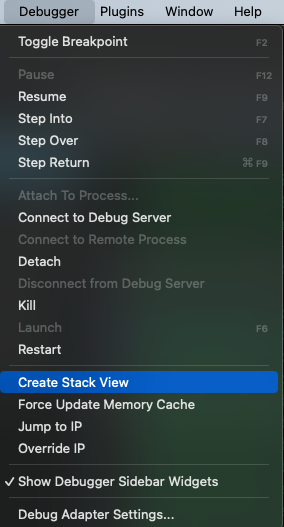 Debugger Plugins Window Help
Toggle Breakpoint F2
Pause F12
Resume F9
Step Into F7
Step Over F8
Step Return ⌘ F9
Attach To Process...
Connect to Debug Server
Connect to Remote Process
Detach
Disconnect from Debug Server
Kill
Launch F6
Restart
Create Stack View
Force Update Memory Cache
Jump to IP
Override IP
✓ Show Debugger Sidebar Widgets
Debug Adapter Settings...